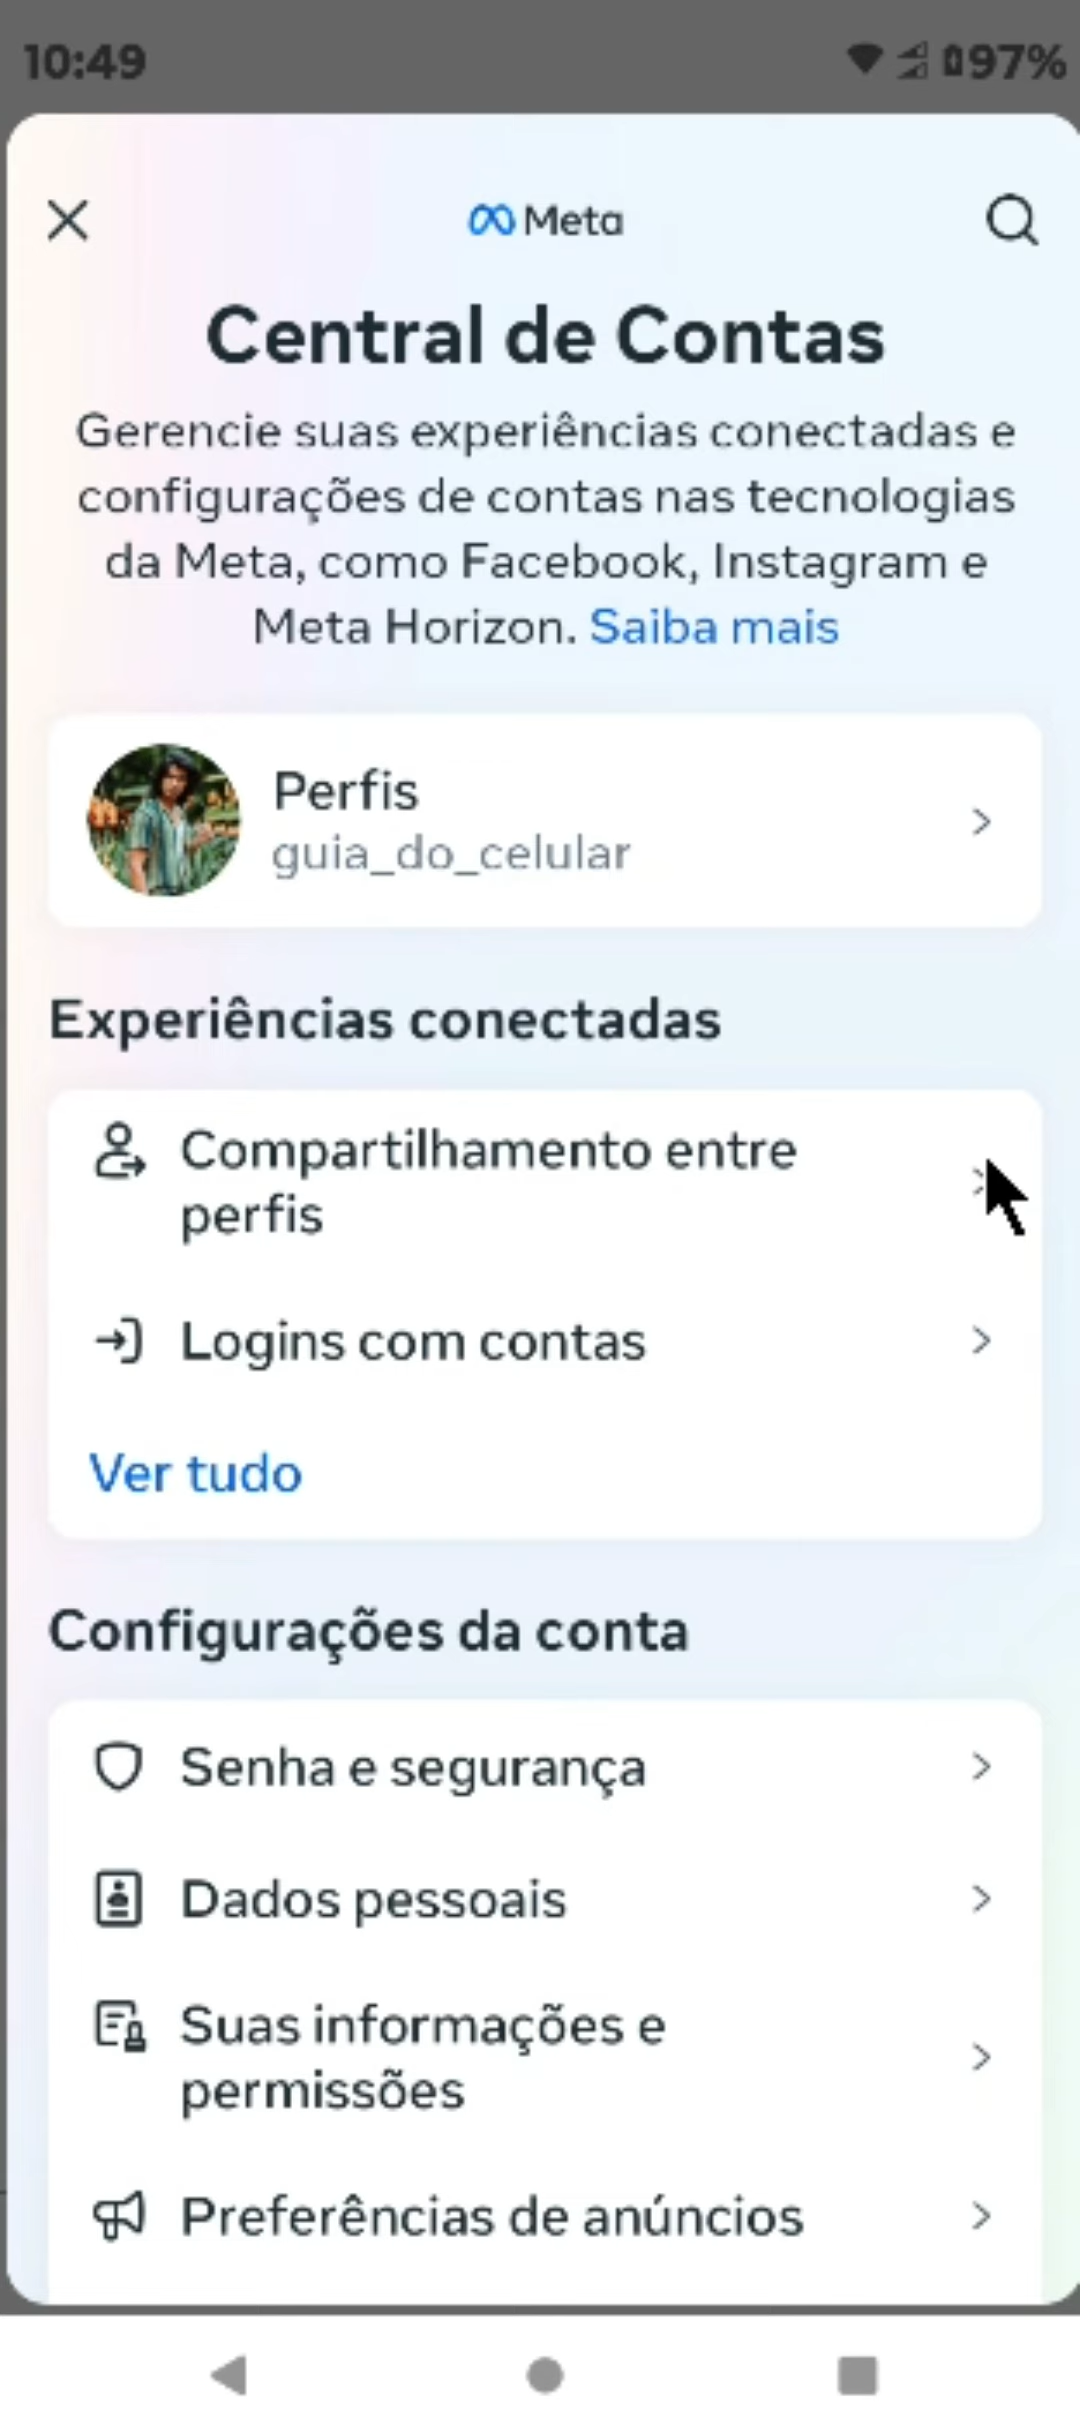 10:49
97%
Meta
Central de Contas
Gerencie suas experiências conectadas e
configurações de contas nas tecnologias
da Meta, como Facebook, Instagram e
Meta Horizon. Saiba mais
Perfis
guia_do_celular
Experiências conectadas
Compartilhamento entre
perfis
Logins com contas
Ver tudo
Configurações da conta
Senha e segurança
Dados pessoais
Suas informações e
permissões
Preferências de anúncios